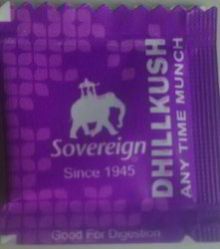 Sovereign
Since 1945
DHILLKUSH
ANY TIME MUNCH
Good For Digestion